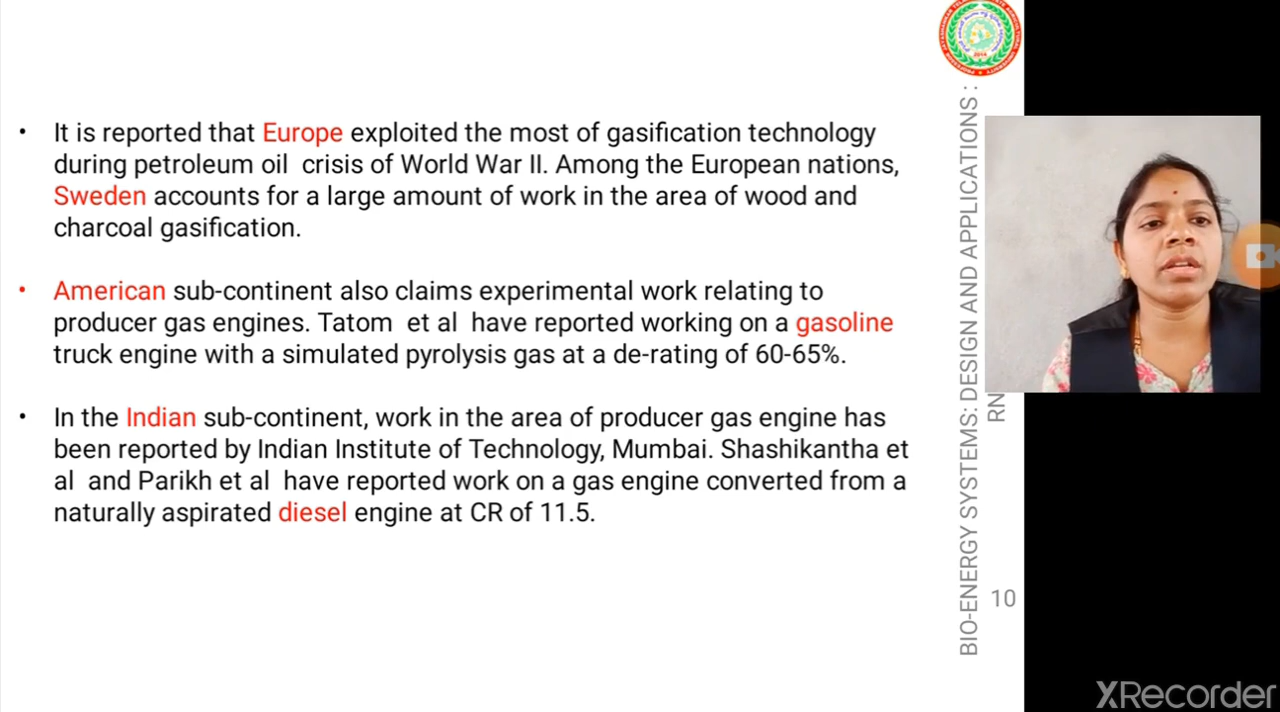 • It is reported that Europe exploited the most of gasification technology
during petroleum oil crisis of World War II. Among the European nations,
Sweden accounts for a large amount of work in the area of wood and
charcoal gasification.
• American sub-continent also claims experimental work relating to
producer gas engines. Tatom et al have reported working on a gasoline
truck engine with a simulated pyrolysis gas at a de-rating of 60-65%.
• In the Indian sub-continent, work in the area of producer gas engine has
been reported by Indian Institute of Technology, Mumbai. Shashikantha et
al and Parikh et al have reported work on a gas engine converted from a
naturally aspirated diesel engine at CR of 11.5.
BIO-ENERGY SYSTEMS: DESIGN AND APPLICATIONS :
RN
10
XRecorder